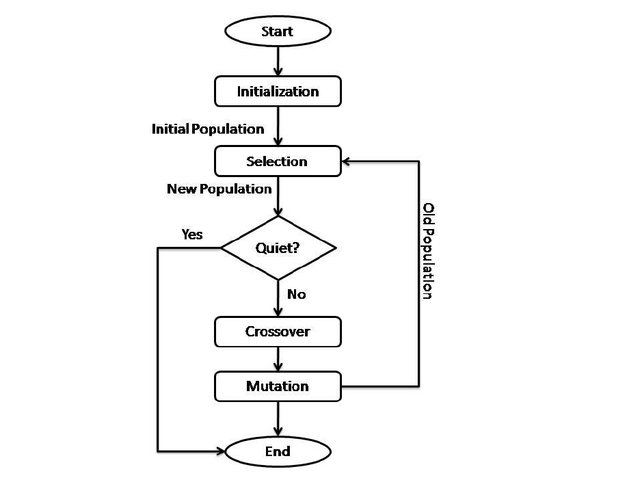 Start
Initialization
Initial Population
Selection
New Population
Yes
Quiet?
Old Population
No
Crossover
Mutation
End